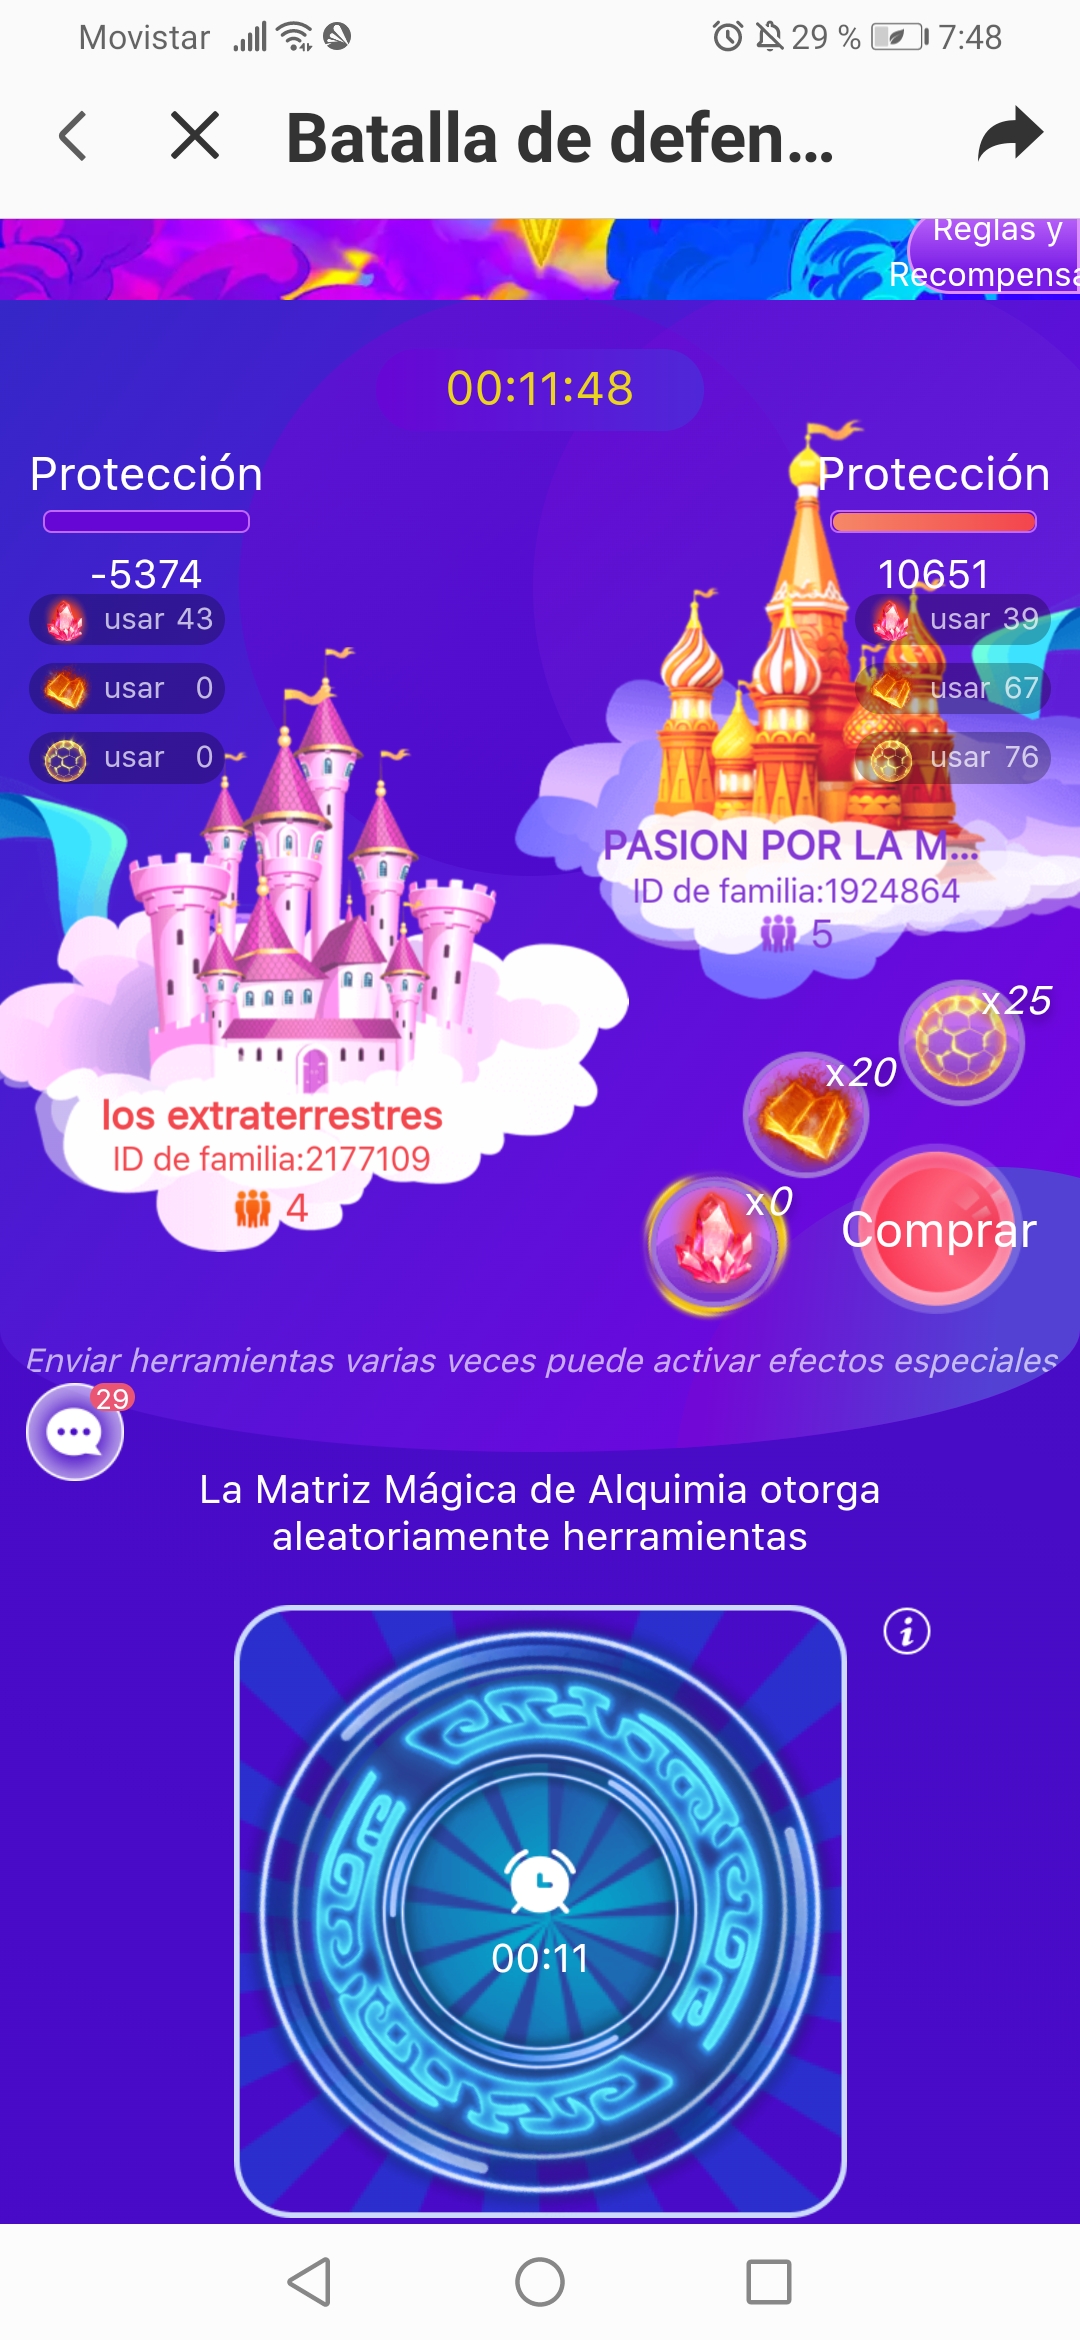 Movistar 29 % 7:48
Batalla de defen...
Reglas y
Recompensa
00:11:48
Protección
-5374
usar 43
usar 0
usar 0
Protección
10651
usar 39
usar 67
usar 76
PASION POR LA M...
ID de familia:1924864
5
los extraterrestres
ID de familia:2177109
4
x25
x20
x0
Comprar
Enviar herramientas varias veces puede activar efectos especiales
29
La Matriz Mágica de Alquimia otorga
aleatoriamente herramientas
00:11